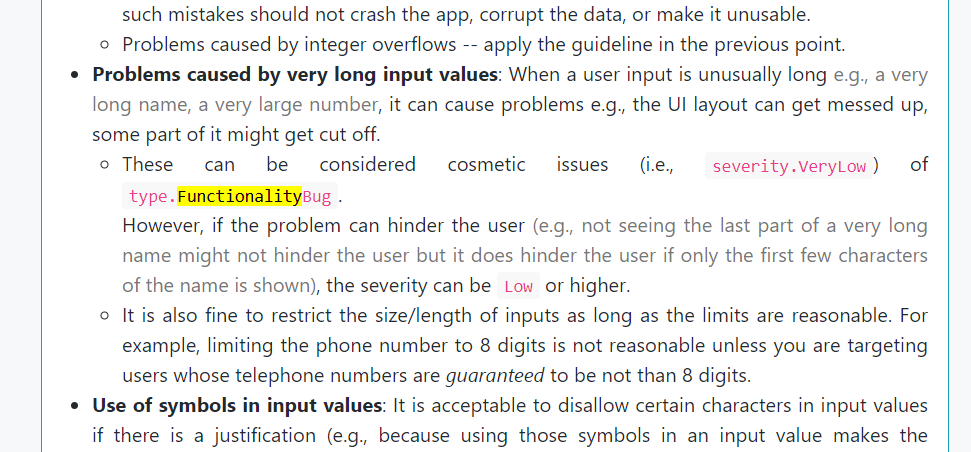 such mistakes should not crash the app, corrupt the data, or make it unusable.
Problems caused by integer overflows -- apply the guideline in the previous point.
Problems caused by very long input values: When a user input is unusually long e.g., a very
long name, a very large number, it can cause problems e.g., the UI layout can get messed up,
some part of it might get cut off.
These can be considered cosmetic issues (i.e., severity.VeryLow ) of
type.FunctionalityBug .
However, if the problem can hinder the user (e.g., not seeing the last part of a very long
name might not hinder the user but it does hinder the user if only the first few characters
of the name is shown), the severity can be Low or higher.
It is also fine to restrict the size/length of inputs as long as the limits are reasonable. For
example, limiting the phone number to 8 digits is not reasonable unless you are targeting
users whose telephone numbers are guaranteed to be not than 8 digits.
Use of symbols in input values: It is acceptable to disallow certain characters in input values
if there is a justification (e.g., because using those symbols in an input value makes the